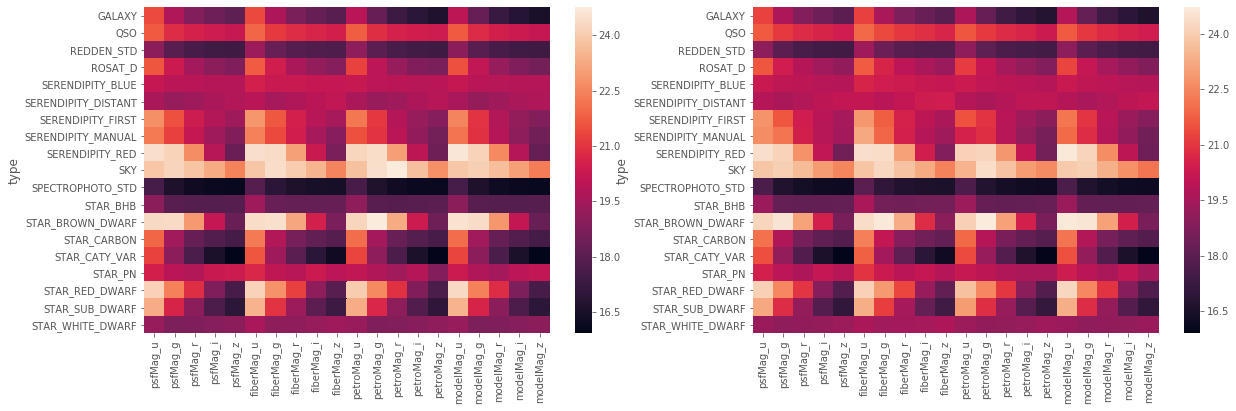 type
GALAXY
QSO
REDDEN_STD
ROSAT_D
SERENDIPITY_BLUE
SERENDIPITY_DISTANT
SERENDIPITY_FIRST
SERENDIPITY_MANUAL
SERENDIPITY_RED
SKY
SPECTROPHOTO_STD
STAR_BHB
STAR_BROWN_DWARF
STAR_CARBON
STAR_CATY_VAR
STAR_PN
STAR_RED_DWARF
STAR_SUB_DWARF
STAR_WHITE_DWARF
psfMag_u
psfMag_g
psfMag_r
psfMag_i
psfMag_z
fiberMag_u
fiberMag_g
fiberMag_r
fiberMag_i
fiberMag_z
petroMag_u
petroMag_g
petroMag_r
petroMag_i
petroMag_z
modelMag_u
modelMag_g
modelMag_r
modelMag_i
modelMag_z
24.0
22.5
21.0
19.5
18.0
16.5
type
GALAXY
QSO
REDDEN_STD
ROSAT_D
SERENDIPITY_BLUE
SERENDIPITY_DISTANT
SERENDIPITY_FIRST
SERENDIPITY_MANUAL
SERENDIPITY_RED
SKY
SPECTROPHOTO_STD
STAR_BHB
STAR_BROWN_DWARF
STAR_CARBON
STAR_CATY_VAR
STAR_PN
STAR_RED_DWARF
STAR_SUB_DWARF
STAR_WHITE_DWARF
psfMag_u
psfMag_g
psfMag_r
psfMag_i
psfMag_z
fiberMag_u
fiberMag_g
fiberMag_r
fiberMag_i
fiberMag_z
petroMag_u
petroMag_g
petroMag_r
petroMag_i
petroMag_z
modelMag_u
modelMag_g
modelMag_r
modelMag_i
modelMag_z
24.0
22.5
21.0
19.5
18.0
16.5